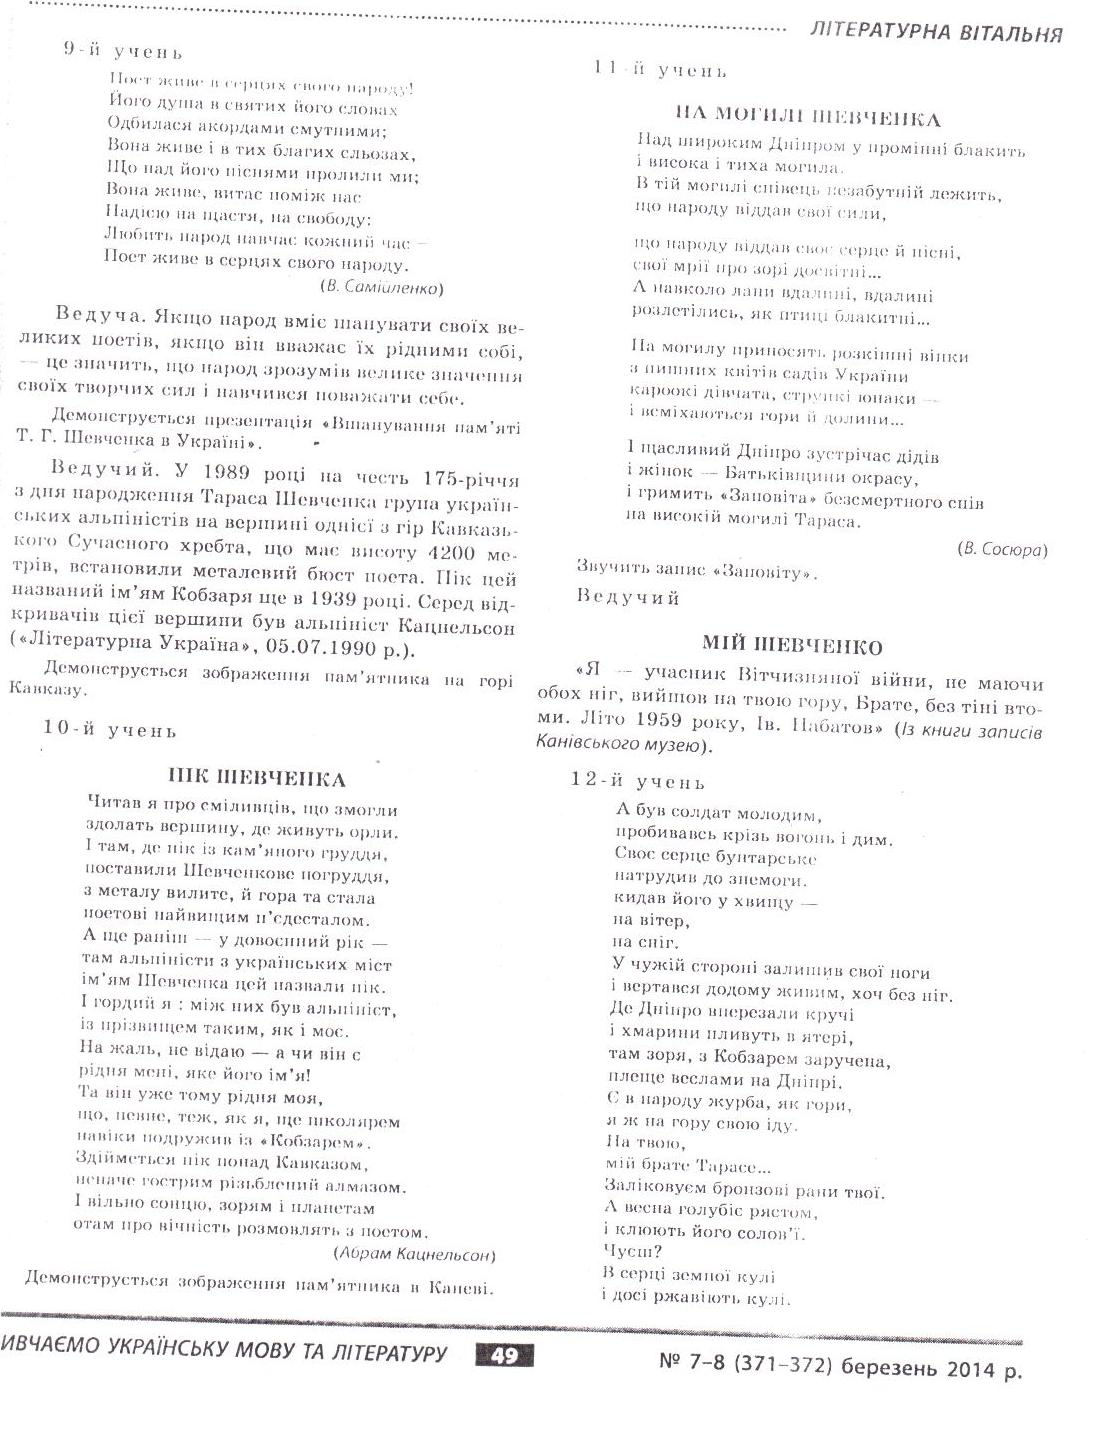 ЛІТЕРАТУРНА ВІТАЛЬНЯ
9-й учень
Поет живе в серцях свого народу!
Його душа в святих його словах
Одбилася акордами смутними;
Вона живе і в тих благих сльозах,
Що над його піснями пролили ми;
Вона живе, витає поміж нас
Надією на щастя, на свободу:
Любить народ навчає кожний час –
Поет живе в серцях свого народу.
(В. Самійленко)
Ведуча. Якщо народ вміє шанувати своїх ве-
ликих поетів, якщо він вважає їх рідними собі,
— це значить, що народ зрозумів велике значення
своїх творчих сил і навчився поважати себе.
Демонструється презентація «Вшанування пам’яті
Т. Г. Шевченка в Україні».
Ведучий. У 1989 році на честь 175-річчя
з дня народження Тараса Шевченка група україн-
ських альпіністів на вершині однієї з гір Кавказь-
кого Сучасного хребта, що має висоту 4200 ме-
трів, встановили металевий бюст поета. Пік цей
названий ім’ям Кобзаря ще в 1939 році. Серед від-
кривачів цієї вершини був альпініст Кацнельсон
(«Літературна Україна», 05.07.1990 р.).
Демонструється зображення пам’ятника на горі
Кавказу.
10-й учень
ПІК ШЕВЧЕНКА
Читав я про сміливців, що змогли
здолать вершину, де живуть орли.
І там, де пік із кам’яного груддя,
поставили Шевченкове погруддя,
з металу вилите, й гора та стала
поетові найвищим п’єдесталом.
А ще раніш — у довоєнний рік —
там альпіністи з українських міст
ім’ям Шевченка цей назвали пік.
І гордий я : між них був альпініст,
із прізвищем таким, як і моє.
На жаль, не відаю — а чи він є
рідня мені, яке його ім’я!
Та він уже тому рідня моя,
що, певне, теж, як я, ще школярем
навіки подружив із «Кобзарем».
Здійметься пік понад Кавказом,
неначе гострим різьблений алмазом.
І вільно сонцю, зорям і планетам
отам про вічність розмовлять з поетом.
(Абрам Кацнельсон)
Демонструється зображення пам’ятника в Каневі.
11-й учень
НА МОГИЛІ ШЕВЧЕНКА
Над широким Дніпром у промінні блакить
і висока і тиха могила.
В тій могилі співець незабутній лежить,
що народу віддав свої сили,
що народу віддав своє серце й пісні,
свої мрії про зорі досвітні...
А навколо лани вдалині, вдалині
розлетілись, як птиці блакитні...
На могилу приносять розкішні вінки
з пишних квітів садів України
кароокі дівчата, стрункі юнаки —
і всміхаються гори й долини...
І щасливий Дніпро зустрічає дідів
і жінок — Батьківщини окрасу,
і гримить «Заповіта» безсмертного спів
на високій могилі Тараса.
(В. Сосюра)
Звучить запис «Заповіту».
Ведучий
МІЙ ШЕВЧЕНКО
«Я — учасник Вітчизняної війни, не маючи
обох ніг, вийшов на твою гору, Брате, без тіні вто-
ми. Літо 1959 року, Ів. Набатов» (Із книги записів
Канівського музею).
12-й учень
А був солдат молодим,
пробивавсь крізь вогонь і дим.
Своє серце бунтарське
натрудив до знемоги.
кидав його у хвищу —
на вітер,
на сніг.
У чужій стороні залишив свої ноги
і вертався додому живим, хоч без ніг.
Де Дніпро вперезали кручі
і хмарини пливуть в ятері,
там зоря, з Кобзарем заручена,
плеще веслами на Дніпрі.
Є в народу журба, як гори,
я ж на гору свою іду.
На твою,
мій брате Тарасе...
Заліковуєм бронзові рани твої.
А весна голубіє рястом,
і клюють його солов’ї.
Чуєш?
В серці земної кулі
і досі ржавіють кулі.
ИВЧАЄМО УКРАЇНСЬКУ МОВУ ТА ЛІТЕРАТУРУ 49 № 7–8 (371–372) березень 2014 р.